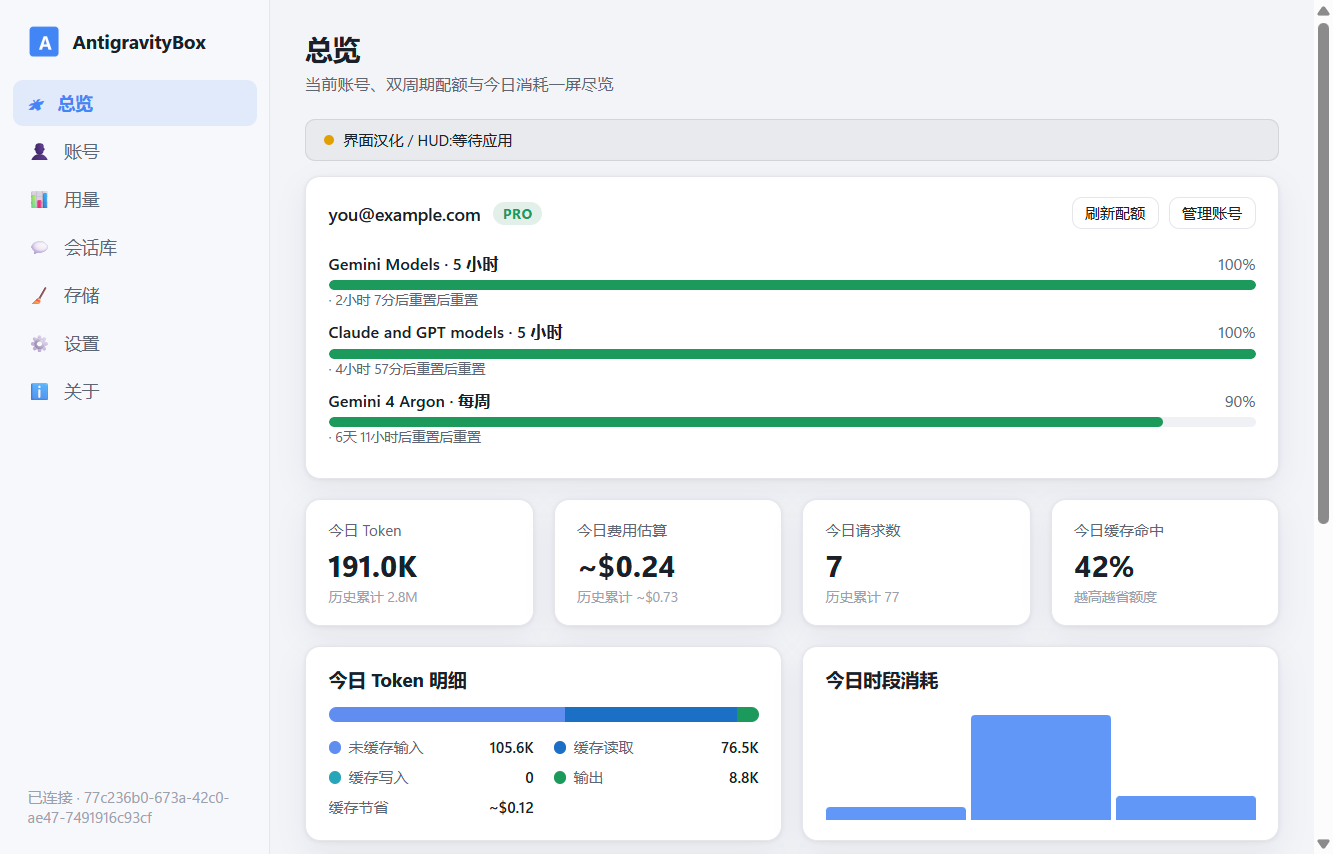 A AntigravityBox
总览
账号
用量
会话库
存储
设置
关于
已连接 · 77c236b0-673a-42c0-
ae47-7491916c93cf
总览
当前账号、双周期配额与今日消耗一屏尽览
界面汉化 / HUD:等待应用
you@example.com PRO 刷新配额 管理账号
Gemini Models · 5 小时 100%
· 2小时 7分后重置后重置
Claude and GPT models · 5 小时 100%
· 4小时 57分后重置后重置
Gemini 4 Argon · 每周 90%
· 6天 11小时后重置后重置
今日 Token
191.0K
历史累计 2.8M
今日费用估算
~$0.24
历史累计 ~$0.73
今日请求数
7
历史累计 77
今日缓存命中
42%
越高越省额度
今日 Token 明细
未缓存输入 105.6K 缓存读取 76.5K
缓存写入 0 输出 8.8K
缓存节省 ~$0.12
今日时段消耗